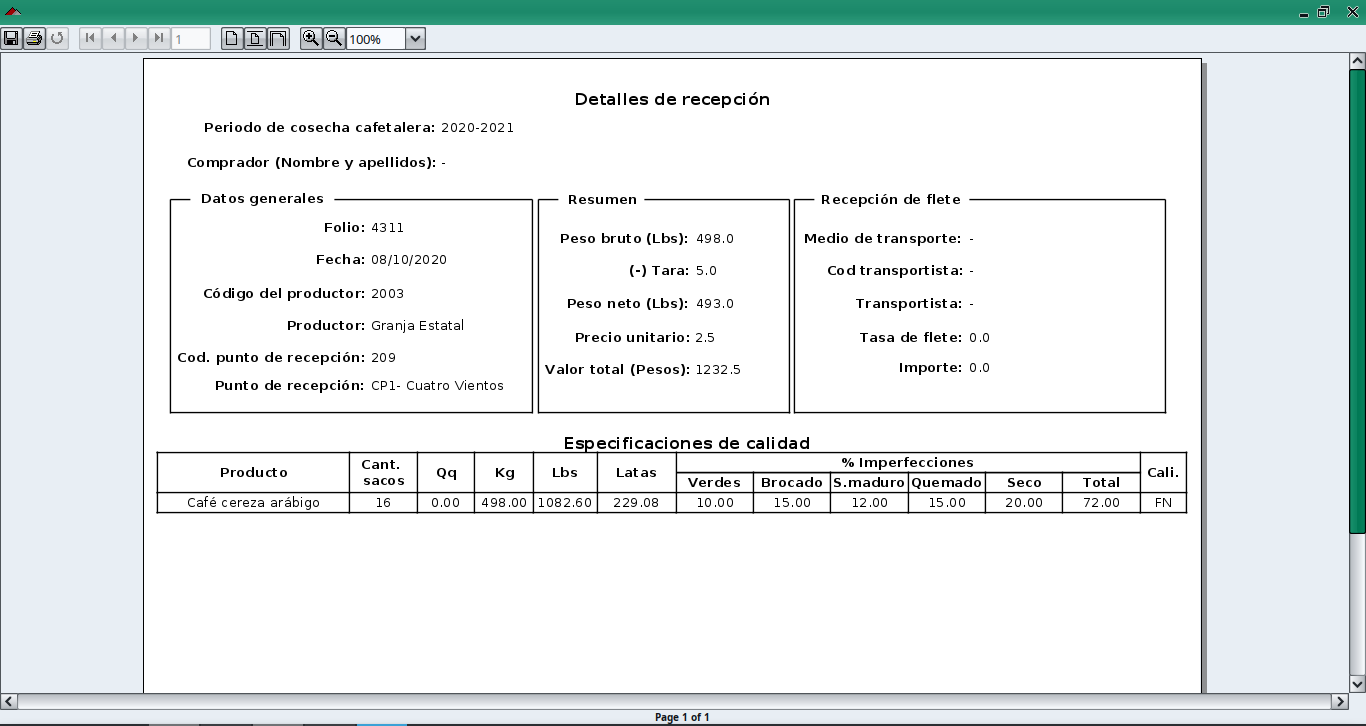 1
100%
Detalles de recepción
Periodo de cosecha cafetalera: 2020-2021
Comprador (Nombre y apellidos): -
Datos generales
Folio: 4311
Fecha: 08/10/2020
Código del productor: 2003
Productor: Granja Estatal
Cod. punto de recepción: 209
Punto de recepción: CP1- Cuatro Vientos
Resumen
Peso bruto (Lbs): 498.0
(-) Tara: 5.0
Peso neto (Lbs): 493.0
Precio unitario: 2.5
Valor total (Pesos): 1232.5
Recepción de flete
Medio de transporte: -
Cod transportista: -
Transportista: -
Tasa de flete: 0.0
Importe: 0.0
Especificaciones de calidad
Producto Cant. sacos Qq Kg Lbs Latas % Imperfecciones Cali.
Verdes Brocado S.maduro Quemado Seco Total
Café cereza arábigo 16 0.00 498.00 1082.60 229.08 10.00 15.00 12.00 15.00 20.00 72.00 FN
Page 1 of 1